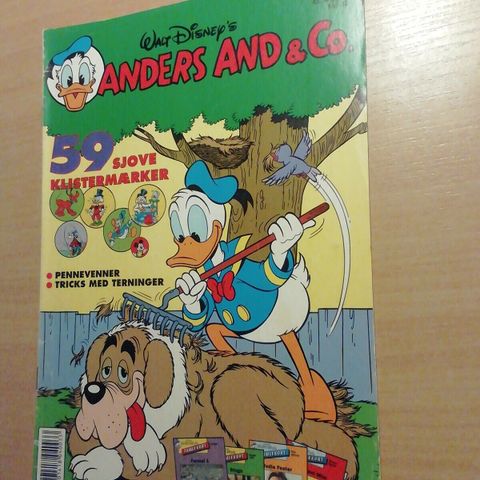 WALT DISNEY'S
ANDERS AND & Co.
59 SJOVE
KLISTERMÆRKER
• PENNEVENNER
• TRICKS MED TERNINGER